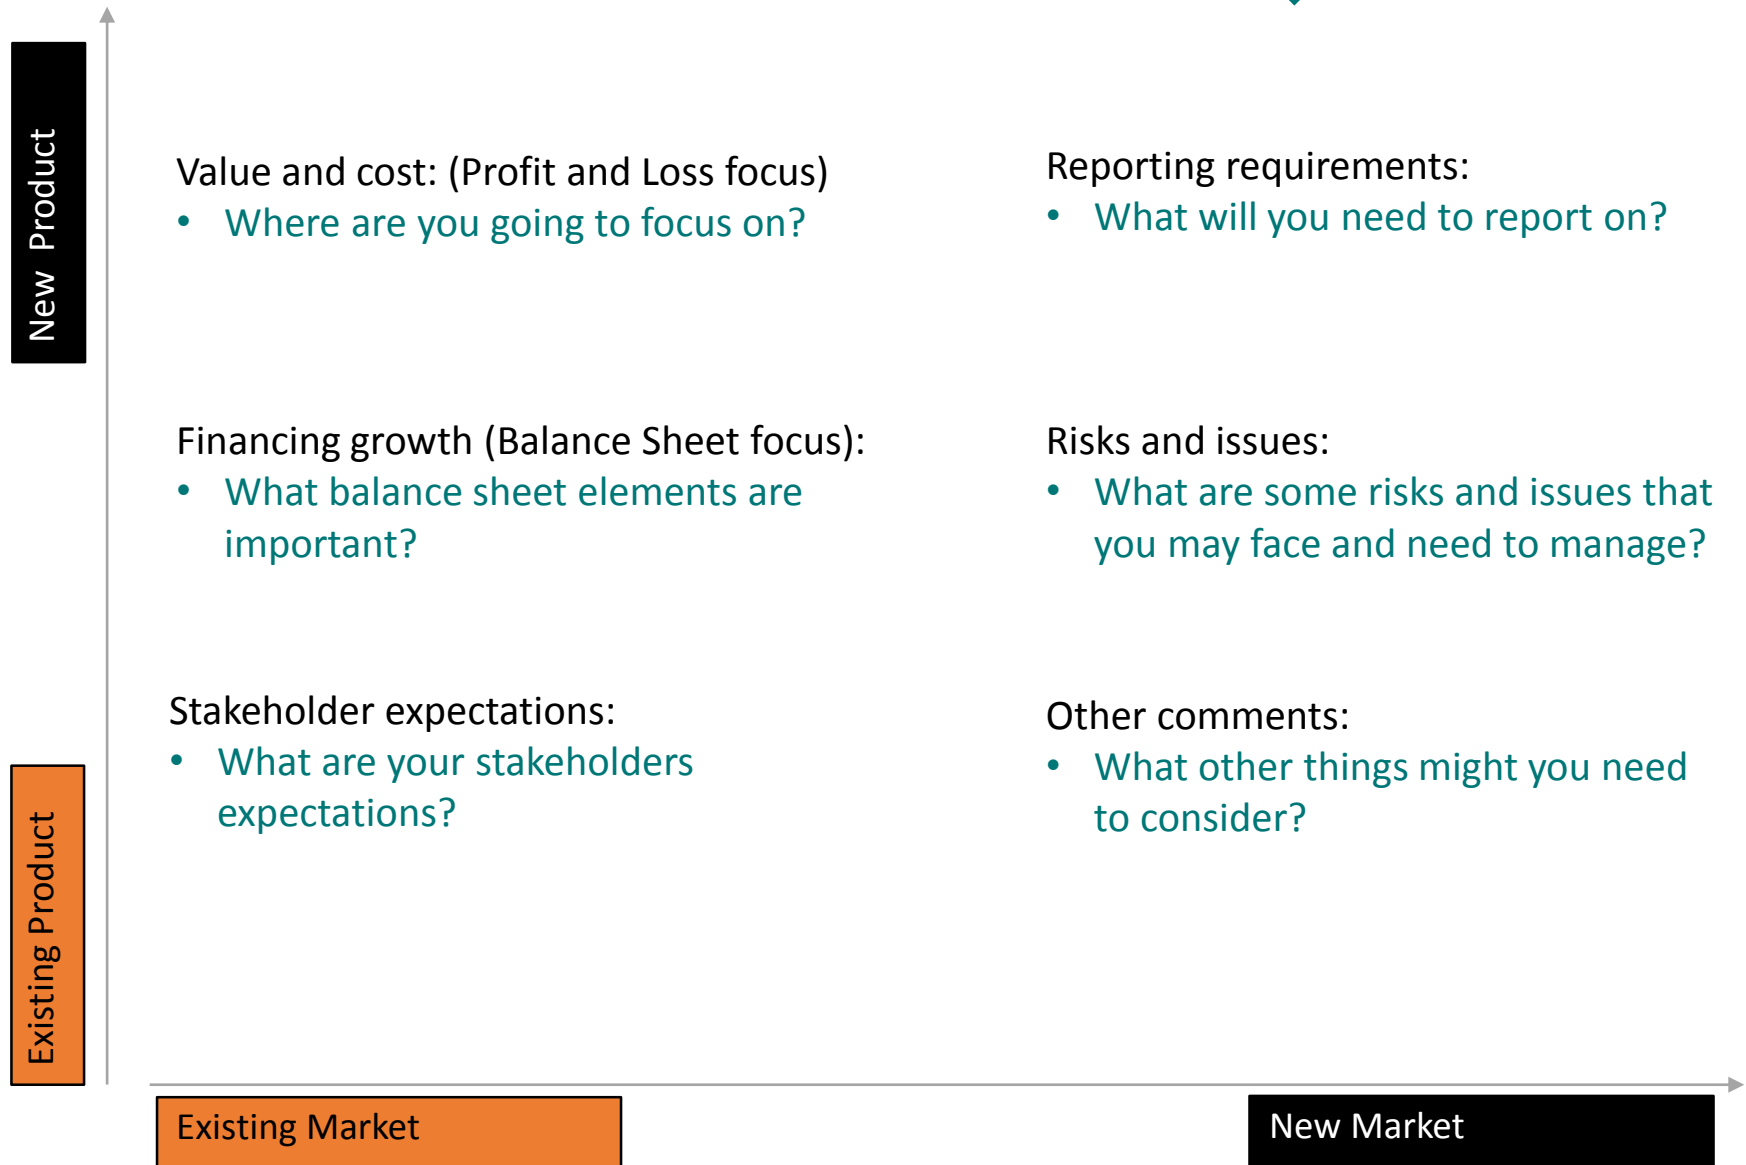 New Product
Value and cost: (Profit and Loss focus)
• Where are you going to focus on?
Reporting requirements:
• What will you need to report on?
Financing growth (Balance Sheet focus):
• What balance sheet elements are
important?
Risks and issues:
• What are some risks and issues that
you may face and need to manage?
Stakeholder expectations:
• What are your stakeholders
expectations?
Other comments:
• What other things might you need
to consider?
Existing Product
Existing Market
New Market